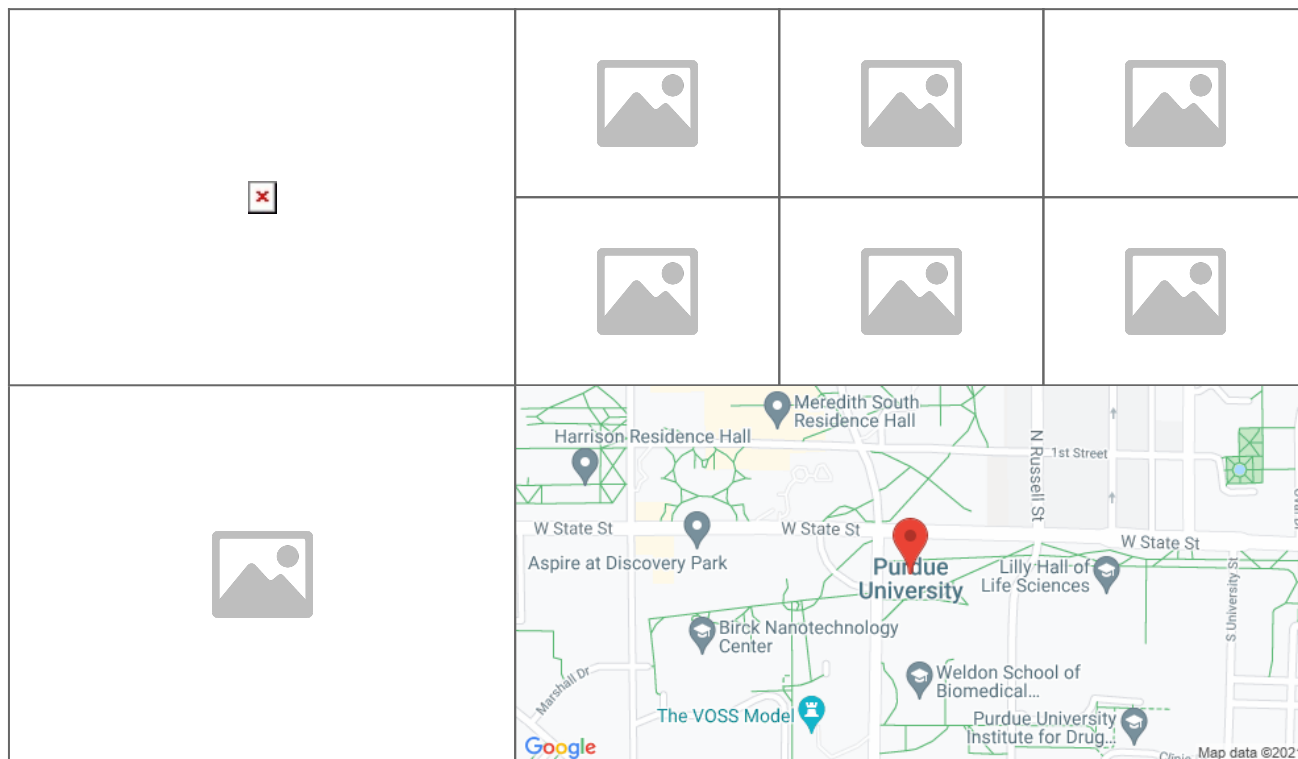 Meredith South
Residence Hall
Harrison Residence Hall
N Russell St
1st Street
W State St
W State St
W State St
Aspire at Discovery Park
Purdue
University
Lilly Hall of
Life Sciences
S University St
Birck Nanotechnology
Center
Marshall Dr
Weldon School of
Biomedical...
The VOSS Model
Purdue University
Institute for Drug...
Google
Clinic
Map data ©2021